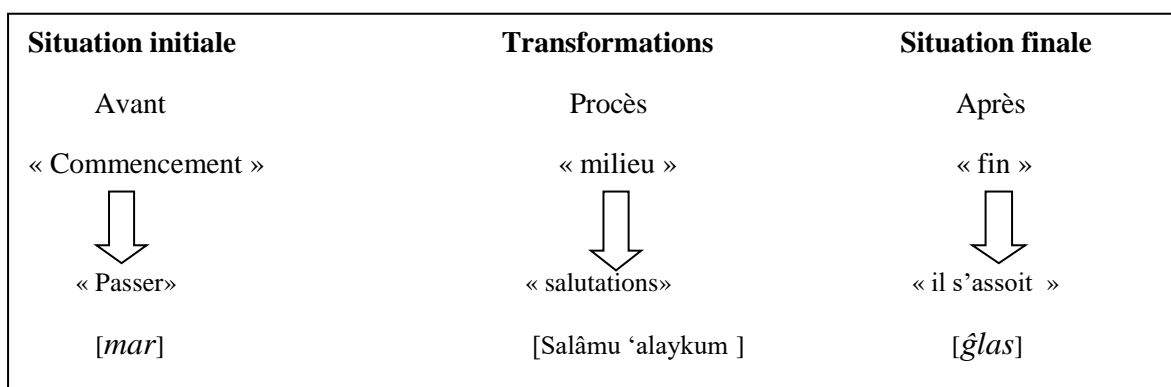 Situation initiale Transformations Situation finale
Avant Procès Après
« Commencement » « milieu » « fin »
« Passer» « salutations» « il s’assoit »
[mar] [Salâmu ‘alaykum ] [ĝlas]